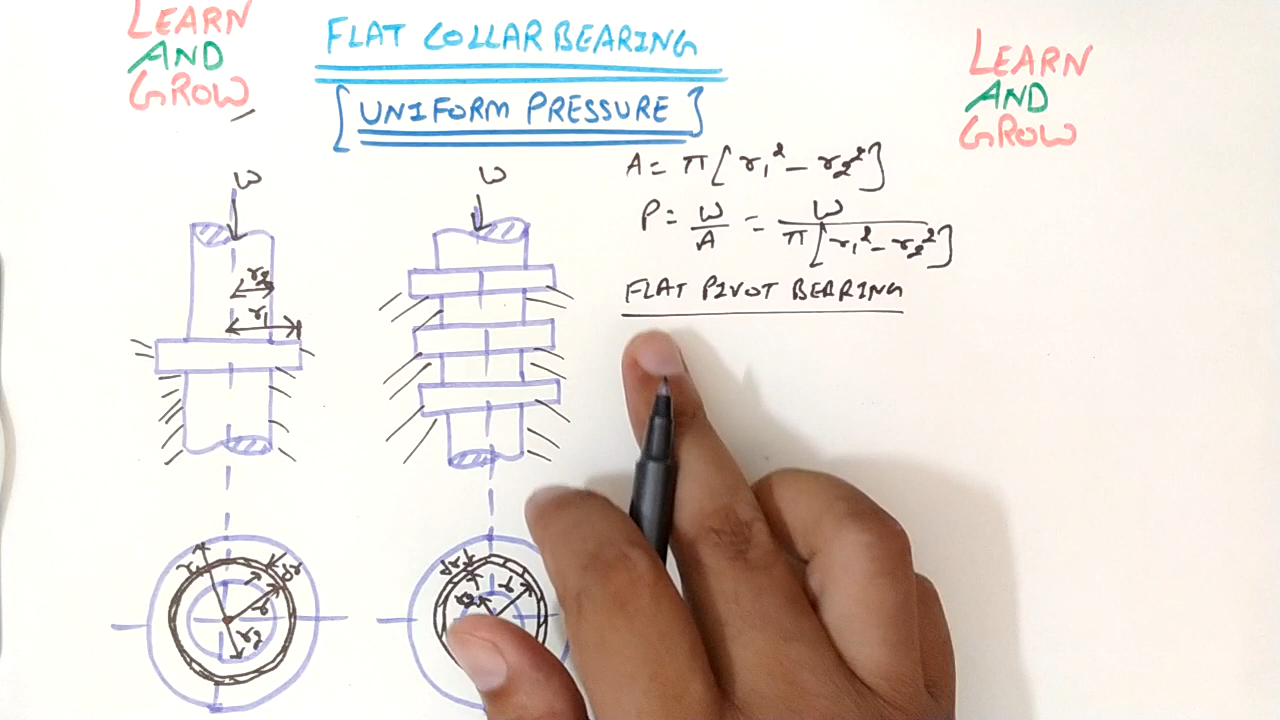 LEARN
AND
GROW
FLAT COLLAR BEARING
[UNIFORM PRESSURE]
LEARN
AND
GROW
A = π[r₁² - r₂²]
P = W/A = W/π[r₁² - r₂²]
FLAT PIVOT BEARING
W
W
r₂
r₁
r₁
r
r₂
r
r₂